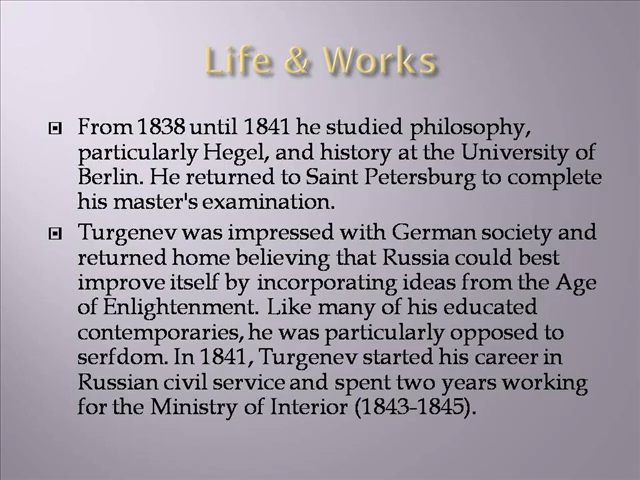 Life & Works
From 1838 until 1841 he studied philosophy,
particularly Hegel, and history at the University of
Berlin. He returned to Saint Petersburg to complete
his master's examination.
Turgenev was impressed with German society and
returned home believing that Russia could best
improve itself by incorporating ideas from the Age
of Enlightenment. Like many of his educated
contemporaries, he was particularly opposed to
serfdom. In 1841, Turgenev started his career in
Russian civil service and spent two years working
for the Ministry of Interior (1843-1845).